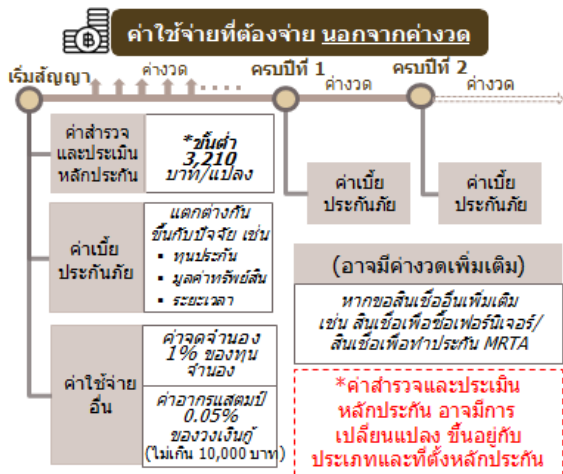 ค่าใช้จ่ายที่ต้องจ่าย นอกจากค่างวด
เริ่มสัญญา
ค่างวด
ครบปีที่ 1
ค่างวด
ครบปีที่ 2
ค่างวด
ค่าสำรวจ
และประเมิน
หลักประกัน
*ขั้นต่ำ
3,210
บาท/แปลง
ค่าเบี้ย
ประกันภัย
ค่าเบี้ย
ประกันภัย
ค่าเบี้ย
ประกันภัย
แตกต่างกัน
ขึ้นกับปัจจัย เช่น
▪ ทุนประกัน
▪ มูลค่าทรัพย์สิน
▪ ระยะเวลา
(อาจมีค่างวดเพิ่มเติม)
หากขอสินเชื่ออื่นเพิ่มเติม
เช่น สินเชื่อเพื่อซื้อเฟอร์นิเจอร์/
สินเชื่อเพื่อทำประกัน MRTA
ค่าใช้จ่าย
อื่น
ค่าจดจำนอง
1% ของทุน
จำนอง
ค่าอากรแสตมป์
0.05%
ของวงเงินกู้
(ไม่เกิน 10,000 บาท)
*ค่าสำรวจและประเมิน
หลักประกัน อาจมีการ
เปลี่ยนแปลง ขึ้นอยู่กับ
ประเภทและที่ตั้งหลักประกัน